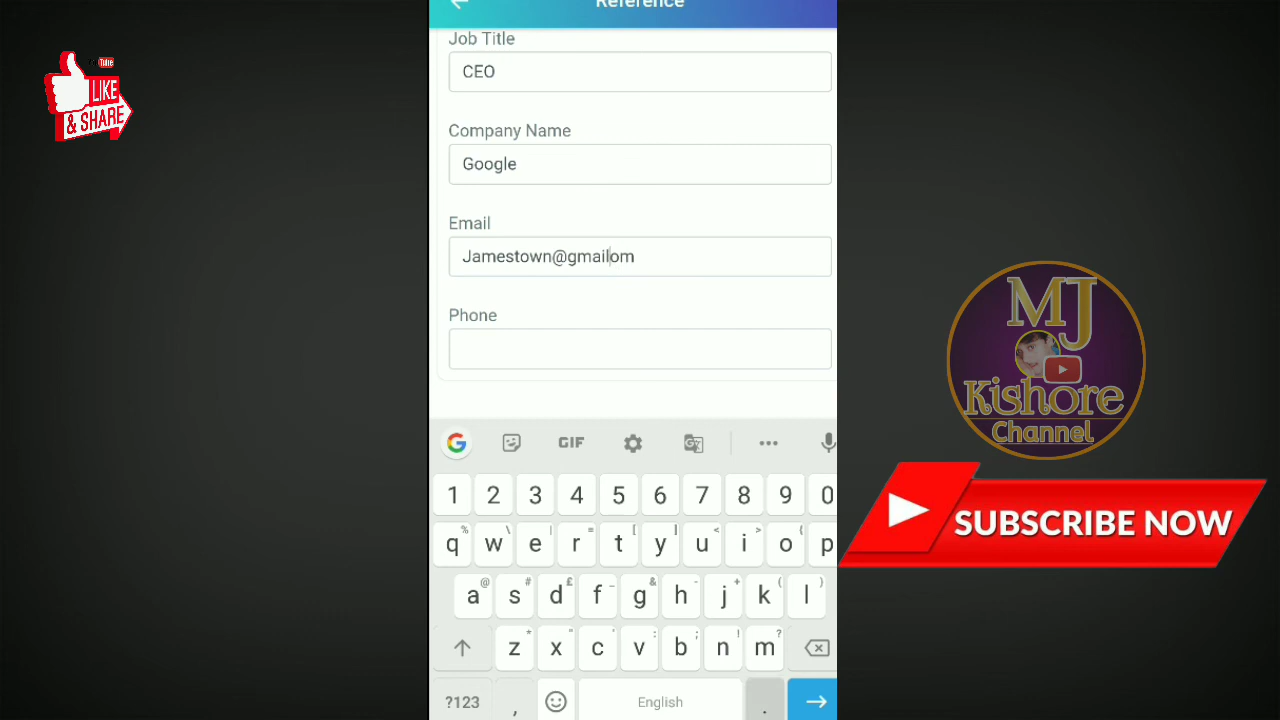 Reference
Job Title
CEO
Company Name
Google
Email
Jamestown@gmailom
Phone
Tube
LIKE
& SHARE
MJ
Kishore
Channel
SUBSCRIBE NOW
G GIF
1 2 3 4 5 6 7 8 9 0
% \ | = [ ] < > {
q w e r t y u i o p
@ # £ _ & - + ( )
a s d f g h j k l
* " ' : ; ! ?
z x c v b n m
?123 , English .